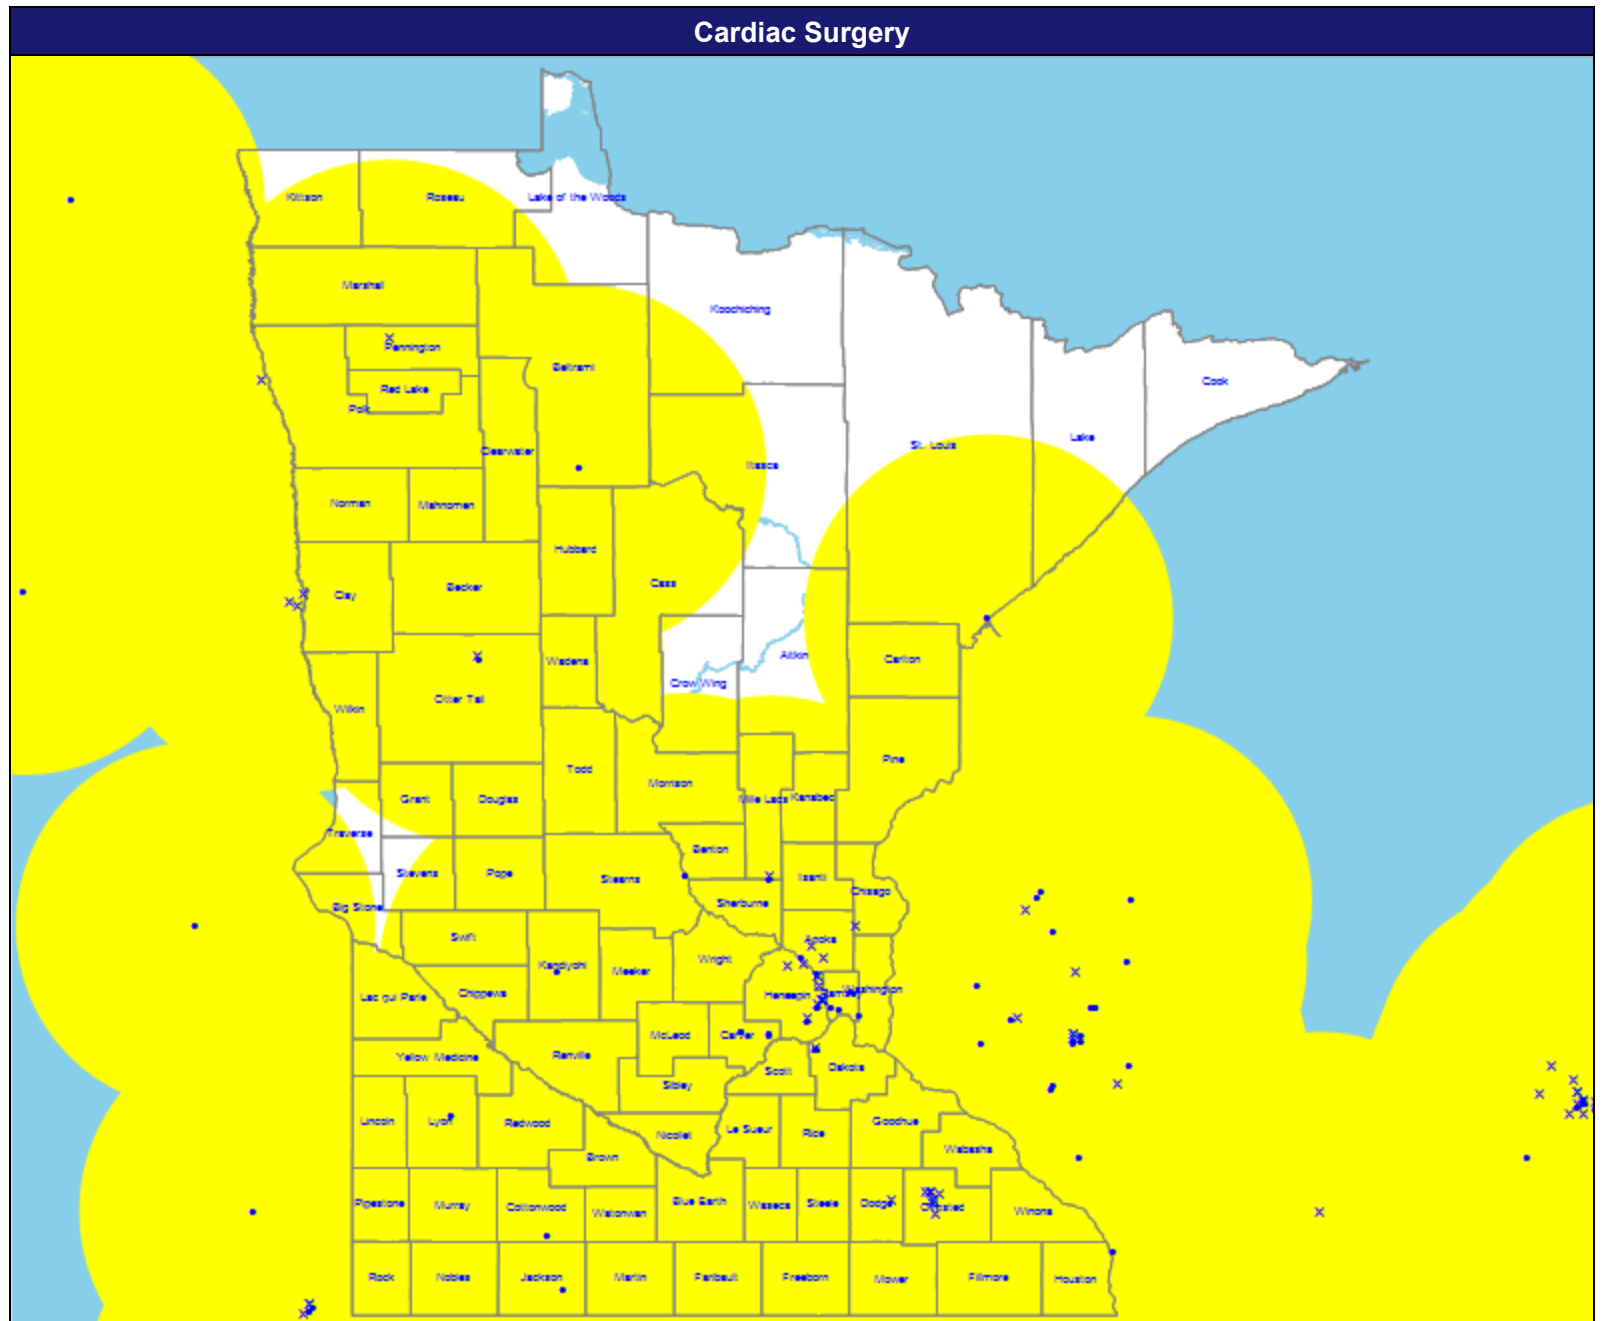 Cardiac Surgery
Kittson
Roseau
Lake of the Woods
Marshall
Koochiching
Pennington
Beltrami
Red Lake
Cook
Polk
Clearwater
St. Louis
Lake
Itasca
Norman
Mahnomen
Hubbard
Cass
Becker
Clay
Wadena
Aitkin
Carlton
Crow Wing
Otter Tail
Wilkin
Pine
Todd
Morrison
Grant
Douglas
Mille Lacs
Kanabec
Traverse
Benton
Stevens
Pope
Stearns
Isanti
Chisago
Big Stone
Sherburne
Swift
Anoka
Kandiyohi
Meeker
Wright
Lac qui Parle
Chippewa
Hennepin
Ramsey
Washington
McLeod
Carver
Yellow Medicine
Renville
Scott
Dakota
Sibley
Lincoln
Lyon
Redwood
Nicollet
Le Sueur
Rice
Goodhue
Brown
Wabasha
Pipestone
Murray
Cottonwood
Watonwan
Blue Earth
Waseca
Steele
Dodge
Olmsted
Winona
Rock
Nobles
Jackson
Martin
Faribault
Freeborn
Mower
Fillmore
Houston